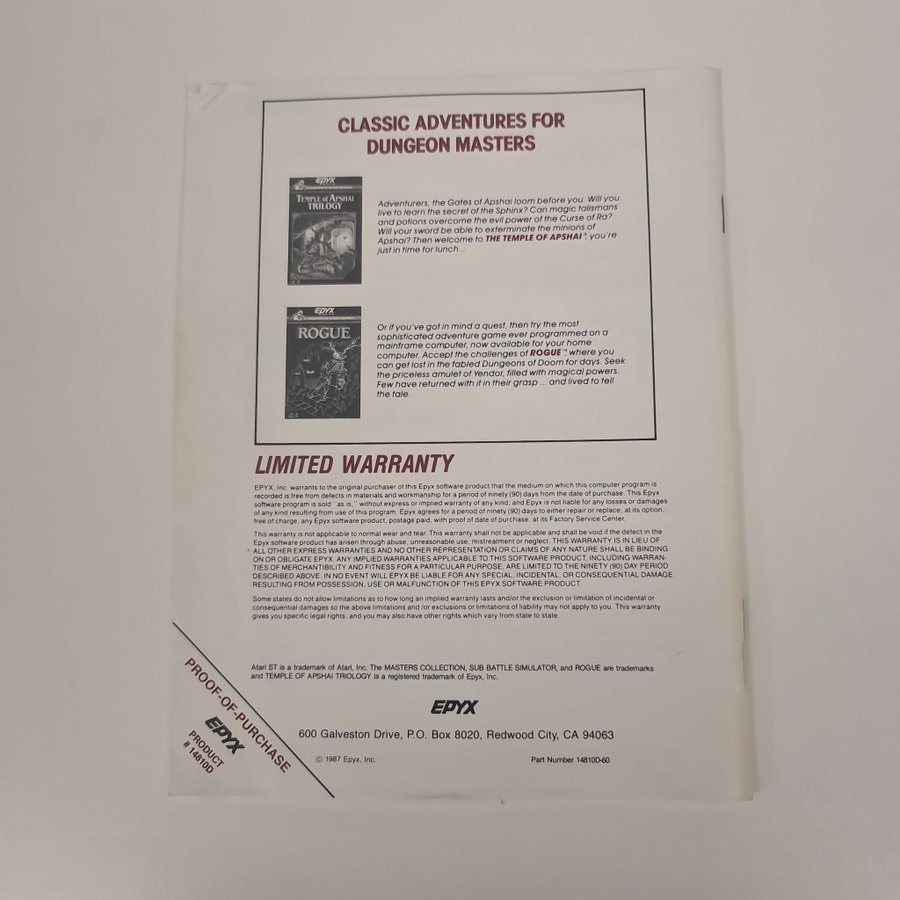 CLASSIC ADVENTURES FOR
DUNGEON MASTERS
EPYX
TEMPLE of APSHAI
TRILOGY
Adventurers, the Gates of Apshai loom before you. Will you
live to learn the secret of the Sphinx? Can magic talismans
and potions overcome the evil power of the Curse of Ra?
Will your sword be able to exterminate the minions of
Apshai? Then welcome to THE TEMPLE OF APSHAI®, you're
just in time for lunch...
EPYX
ROGUE
Or if you've got in mind a quest, then try the most
sophisticated adventure game ever programmed on a
mainframe computer, now available for your home
computer. Accept the challenges of ROGUE™, where you
can get lost in the fabled Dungeons of Doom for days. Seek
the priceless amulet of Yendor, filled with magical powers.
Few have returned with it in their grasp ... and lived to tell
the tale.
LIMITED WARRANTY
EPYX, Inc. warrants to the original purchaser of this Epyx software product that the medium on which this computer program is
recorded is free from defects in materials and workmanship for a period of ninety (90) days from the date of purchase. This Epyx
software program is sold "as is," without express or implied warranty of any kind, and Epyx is not liable for any losses or damages
of any kind resulting from use of this program. Epyx agrees for a period of ninety (90) days to either repair or replace, at its option,
free of charge, any Epyx software product, postage paid, with proof of date of purchase, at its Factory Service Center.
This warranty is not applicable to normal wear and tear. This warranty shall not be applicable and shall be void if the defect in the
Epyx software product has arisen through abuse, unreasonable use, mistreatment or neglect. THIS WARRANTY IS IN LIEU OF
ALL OTHER EXPRESS WARRANTIES AND NO OTHER REPRESENTATION OR CLAIMS OF ANY NATURE SHALL BE BINDING
ON OR OBLIGATE EPYX. ANY IMPLIED WARRANTIES APPLICABLE TO THIS SOFTWARE PRODUCT, INCLUDING WARRAN-
TIES OF MERCHANTIBILITY AND FITNESS FOR A PARTICULAR PURPOSE, ARE LIMITED TO THE NINETY (90) DAY PERIOD
DESCRIBED ABOVE. IN NO EVENT WILL EPYX BE LIABLE FOR ANY SPECIAL, INCIDENTAL, OR CONSEQUENTIAL DAMAGE
RESULTING FROM POSSESSION, USE OR MALFUNCTION OF THIS EPYX SOFTWARE PRODUCT.
Some states do not allow limitations as to how long an implied warranty lasts and/or the exclusion or limitation of incidental or
consequential damages so the above limitations and /or exclusions or limitations of liability may not apply to you. This warranty
gives you specific legal rights, and you may also have other rights which vary from state to state.
Atari ST is a trademark of Atari, Inc. The MASTERS COLLECTION, SUB BATTLE SIMULATOR, and ROGUE are trademarks
and TEMPLE OF APSHAI TRIOLOGY is a registered trademark of Epyx, Inc.
EPYX
600 Galveston Drive, P.O. Box 8020, Redwood City, CA 94063
© 1987 Epyx, Inc.
Part Number 14810D-60
PROOF-OF-PURCHASE
EPYX
PRODUCT
# 14810D